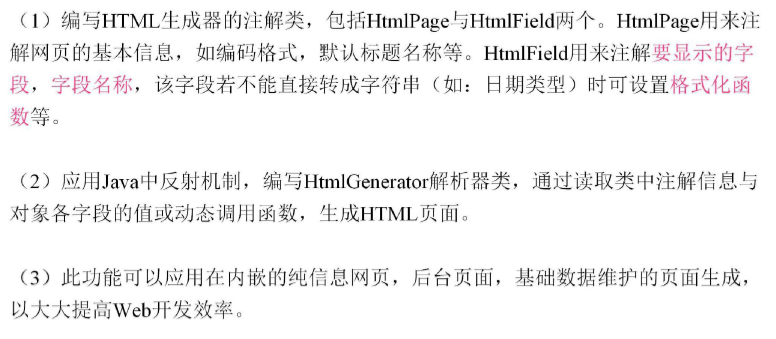 （1）编写HTML生成器的注解类，包括HtmlPage与HtmlField两个。HtmlPage用来注
解网页的基本信息，如编码格式，默认标题名称等。HtmlField用来注解要显示的字
段，字段名称，该字段若不能直接转成字符串（如：日期类型）时可设置格式化函
数等。
（2）应用Java中反射机制，编写HtmlGenerator解析器类，通过读取类中注解信息与
对象各字段的值或动态调用函数，生成HTML页面。
（3）此功能可以应用在内嵌的纯信息网页，后台页面，基础数据维护的页面生成，
以大大提高Web开发效率。